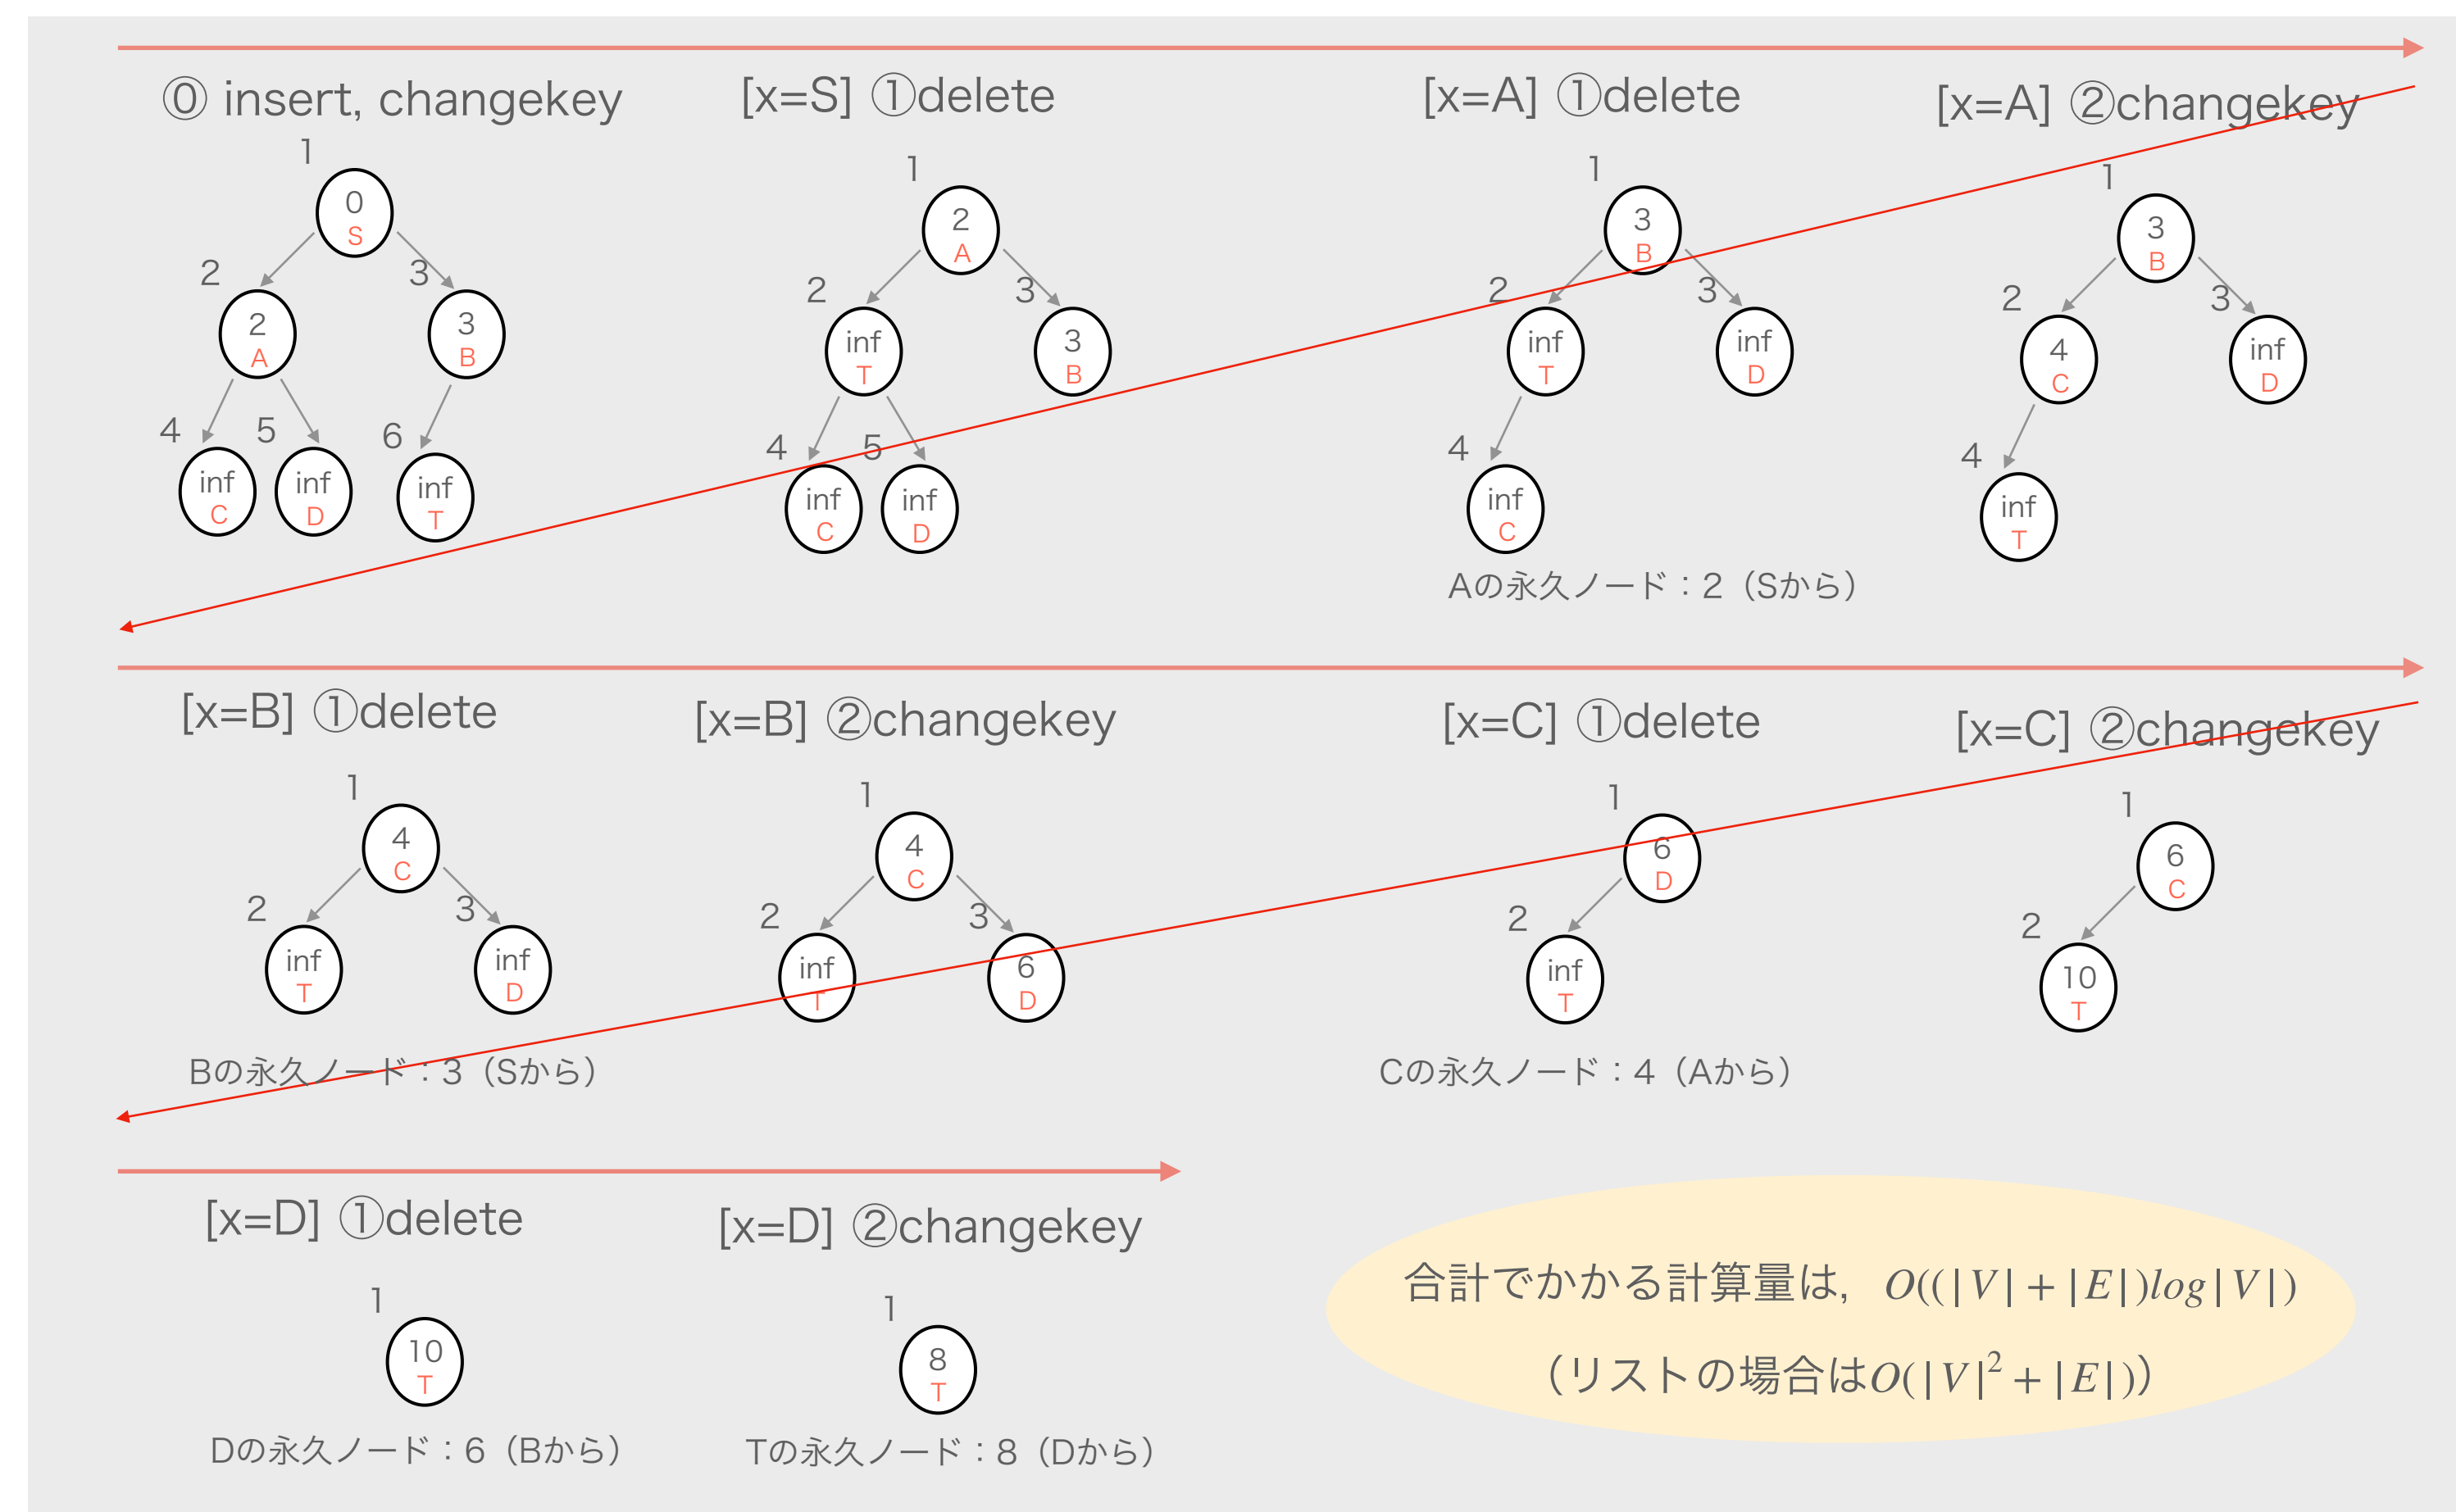 ⓪ insert, changekey
[x=S] ①delete
[x=A] ①delete
[x=A] ②changekey
1
0
S
2
3
2
A
3
B
4
5
6
inf
C
inf
D
inf
T
1
2
A
2
3
inf
T
3
B
4
5
inf
C
inf
D
1
3
B
2
3
inf
T
inf
D
4
inf
C
Aの永久ノード：2（Sから）
1
3
B
2
3
4
C
inf
D
4
inf
T
[x=B] ①delete
[x=B] ②changekey
[x=C] ①delete
[x=C] ②changekey
1
4
C
2
3
inf
T
inf
D
Bの永久ノード：3（Sから）
1
4
C
2
3
inf
T
6
D
1
6
D
2
inf
T
Cの永久ノード：4（Aから）
1
6
C
2
10
T
[x=D] ①delete
[x=D] ②changekey
1
10
T
Dの永久ノード：6（Bから）
1
8
T
Tの永久ノード：8（Dから）
合計でかかる計算量は，O((|V|+|E|)log|V|)
（リストの場合はO(|V|²+|E|)）